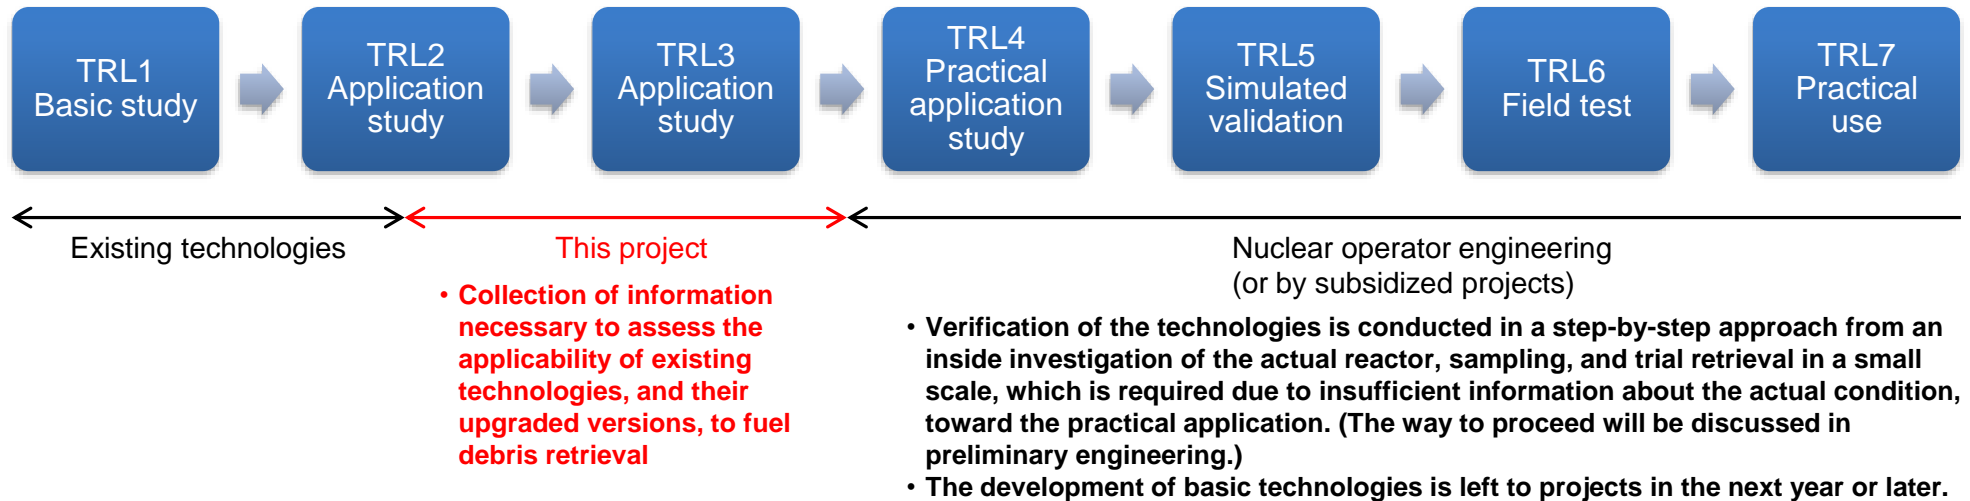 TRL1
Basic study
TRL2
Application
study
TRL3
Application
study
TRL4
Practical
application
study
TRL5
Simulated
validation
TRL6
Field test
TRL7
Practical
use
Existing technologies
This project
• Collection of information
necessary to assess the
applicability of existing
technologies, and their
upgraded versions, to fuel
debris retrieval
Nuclear operator engineering
(or by subsidized projects)
• Verification of the technologies is conducted in a step-by-step approach from an
inside investigation of the actual reactor, sampling, and trial retrieval in a small
scale, which is required due to insufficient information about the actual condition,
toward the practical application. (The way to proceed will be discussed in
preliminary engineering.)
• The development of basic technologies is left to projects in the next year or later.